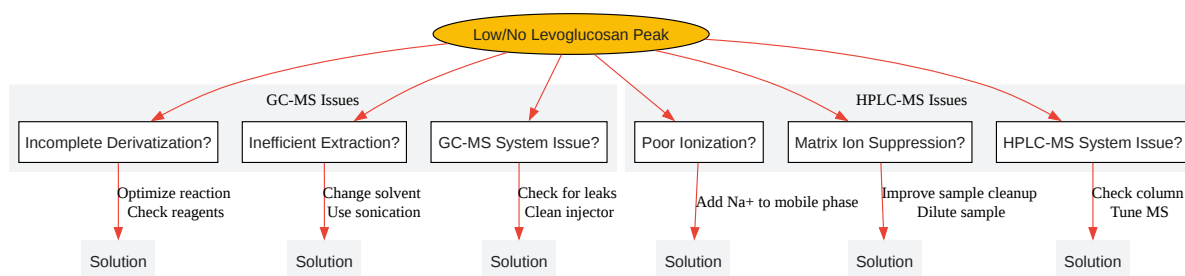 Low/No Levoglucosan Peak
GC-MS Issues
HPLC-MS Issues
Incomplete Derivatization?
Inefficient Extraction?
GC-MS System Issue?
Poor Ionization?
Matrix Ion Suppression?
HPLC-MS System Issue?
Optimize reaction
Check reagents
Change solvent
Use sonication
Check for leaks
Clean injector
Add Na+ to mobile phase
Improve sample cleanup
Dilute sample
Check column
Tune MS
Solution
Solution
Solution
Solution
Solution
Solution